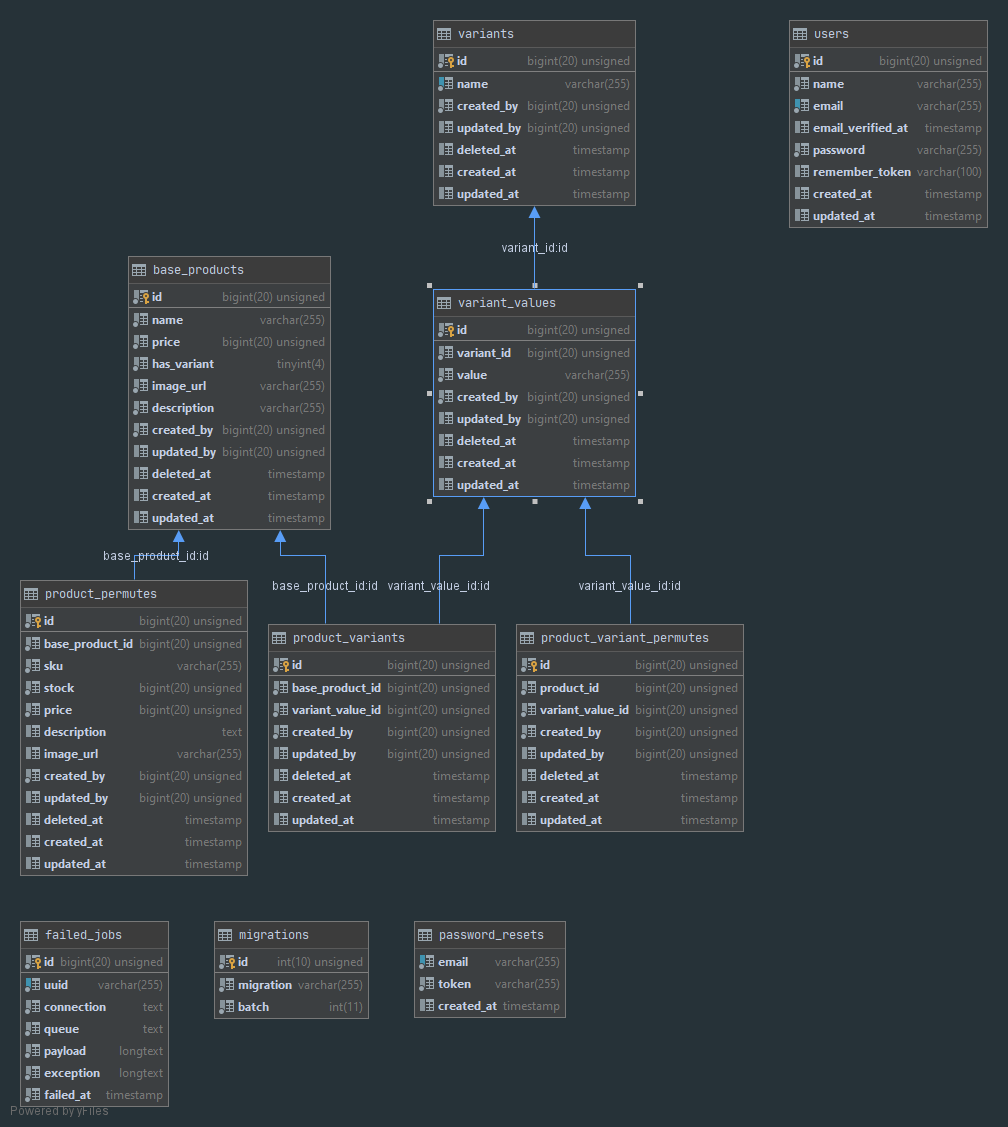 variants
id bigint(20) unsigned
name varchar(255)
created_by bigint(20) unsigned
updated_by bigint(20) unsigned
deleted_at timestamp
created_at timestamp
updated_at timestamp
users
id bigint(20) unsigned
name varchar(255)
email varchar(255)
email_verified_at timestamp
password varchar(255)
remember_token varchar(100)
created_at timestamp
updated_at timestamp
variant_id:id
base_products
id bigint(20) unsigned
name varchar(255)
price bigint(20) unsigned
has_variant tinyint(4)
image_url varchar(255)
description varchar(255)
created_by bigint(20) unsigned
updated_by bigint(20) unsigned
deleted_at timestamp
created_at timestamp
updated_at timestamp
variant_values
id bigint(20) unsigned
variant_id bigint(20) unsigned
value varchar(255)
created_by bigint(20) unsigned
updated_by bigint(20) unsigned
deleted_at timestamp
created_at timestamp
updated_at timestamp
base_product_id:id
base_product_id:id
variant_value_id:id
variant_value_id:id
product_permutes
id bigint(20) unsigned
base_product_id bigint(20) unsigned
sku varchar(255)
stock bigint(20) unsigned
price bigint(20) unsigned
description text
image_url varchar(255)
created_by bigint(20) unsigned
updated_by bigint(20) unsigned
deleted_at timestamp
created_at timestamp
updated_at timestamp
product_variants
id bigint(20) unsigned
base_product_id bigint(20) unsigned
variant_value_id bigint(20) unsigned
created_by bigint(20) unsigned
updated_by bigint(20) unsigned
deleted_at timestamp
created_at timestamp
updated_at timestamp
product_variant_permutes
id bigint(20) unsigned
product_id bigint(20) unsigned
variant_value_id bigint(20) unsigned
created_by bigint(20) unsigned
updated_by bigint(20) unsigned
deleted_at timestamp
created_at timestamp
updated_at timestamp
failed_jobs
id bigint(20) unsigned
uuid varchar(255)
connection text
queue text
payload longtext
exception longtext
failed_at timestamp
migrations
id int(10) unsigned
migration varchar(255)
batch int(11)
password_resets
email varchar(255)
token varchar(255)
created_at timestamp
Powered by yFiles